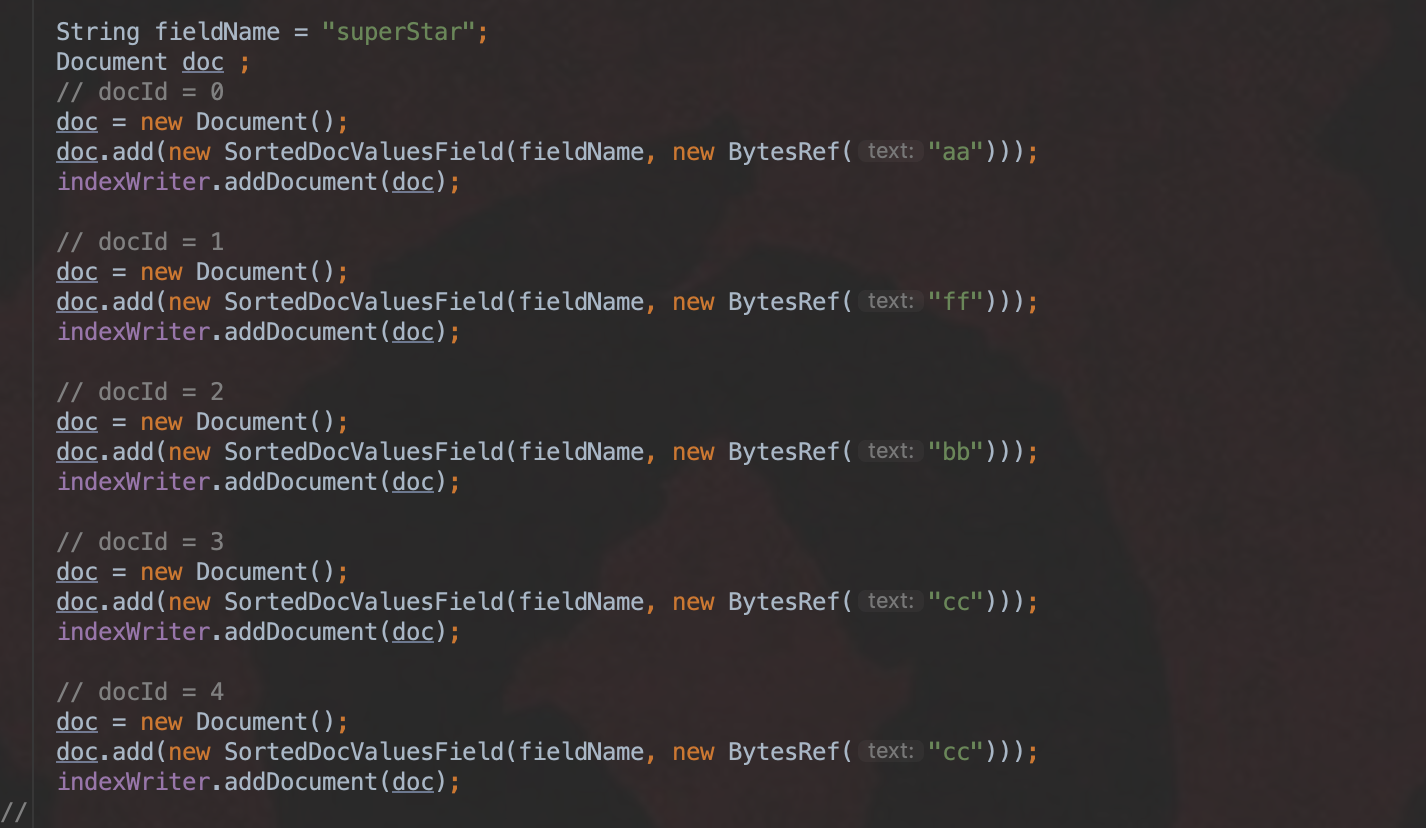 String fieldName = "superStar";
Document doc ;
// docId = 0
doc = new Document();
doc.add(new SortedDocValuesField(fieldName, new BytesRef( text: "aa")));
indexWriter.addDocument(doc);
// docId = 1
doc = new Document();
doc.add(new SortedDocValuesField(fieldName, new BytesRef( text: "ff")));
indexWriter.addDocument(doc);
// docId = 2
doc = new Document();
doc.add(new SortedDocValuesField(fieldName, new BytesRef( text: "bb")));
indexWriter.addDocument(doc);
// docId = 3
doc = new Document();
doc.add(new SortedDocValuesField(fieldName, new BytesRef( text: "cc")));
indexWriter.addDocument(doc);
// docId = 4
doc = new Document();
doc.add(new SortedDocValuesField(fieldName, new BytesRef( text: "cc")));
indexWriter.addDocument(doc);
//